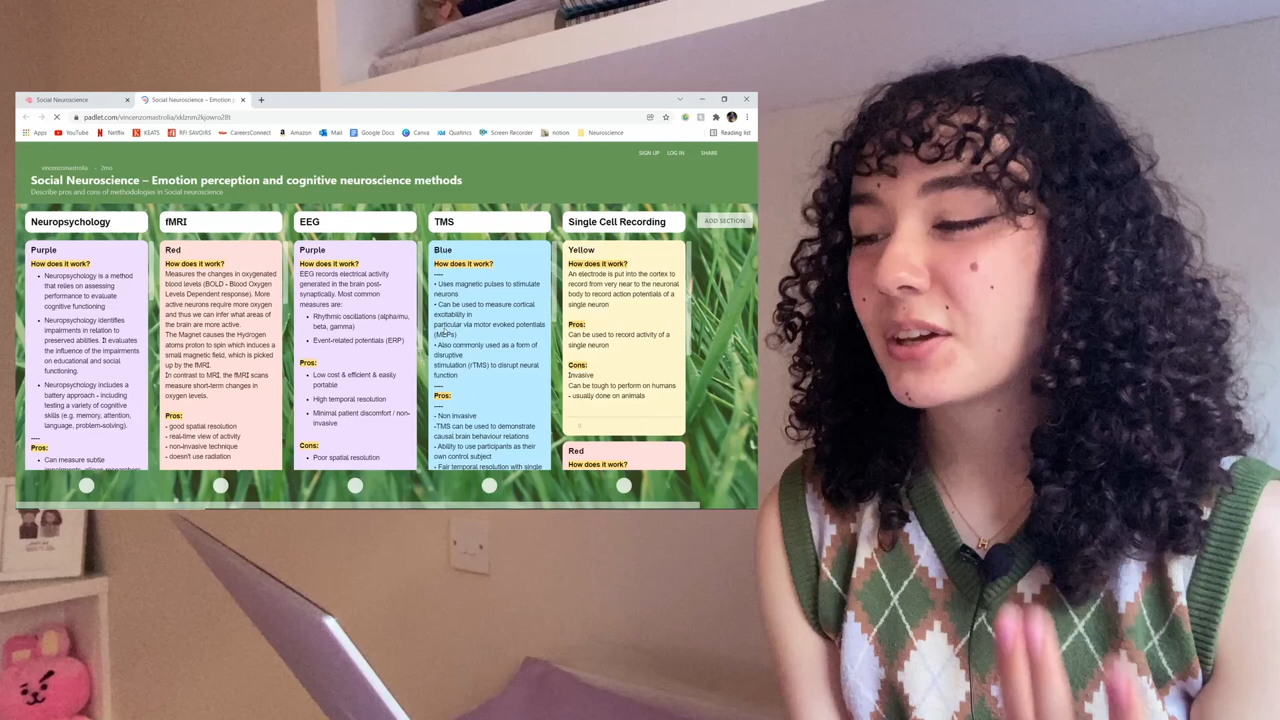 Social Neuroscience
Social Neuroscience – Emotion p
padlet.com/vincenzomastrolia/xldznm2kjowro28t
Apps YouTube Netflix KEATS RFI SAVOIRS CareersConnect Amazon Mail Google Docs Canva Qualtrics Screen Recorder notion Neuroscience Reading list
SIGN UP LOG IN SHARE
vincenzomastrolia - 2mo
Social Neuroscience – Emotion perception and cognitive neuroscience methods
Describe pros and cons of methodologies in Social neuroscience
ADD SECTION
Neuropsychology
Purple
How does it work?
• Neuropsychology is a method
that relies on assessing
performance to evaluate
cognitive functioning
• Neuropsychology identifies
impairments in relation to
preserved abilities. It evaluates
the influence of the impairments
on educational and social
functioning.
• Neuropsychology includes a
battery approach - including
testing a variety of cognitive
skills (e.g. memory, attention,
language, problem-solving).
----
Pros:
• Can measure subtle
impairments, allows researchers
fMRI
Red
How does it work?
Measures the changes in oxygenated
blood levels (BOLD - Blood Oxygen
Levels Dependent response). More
active neurons require more oxygen
and thus we can infer what areas of
the brain are more active.
The Magnet causes the Hydrogen
atoms proton to spin which induces a
small magnetic field, which is picked
up by the fMRI.
In contrast to MRI, the fMRI scans
measure short-term changes in
oxygen levels.
Pros:
- good spatial resolution
- real-time view of activity
- non-invasive technique
- doesn't use radiation
EEG
Purple
How does it work?
EEG records electrical activity
generated in the brain post-
synaptically. Most common
measures are:
• Rhythmic oscillations (alpha/mu,
beta, gamma)
• Event-related potentials (ERP)
Pros:
• Low cost & efficient & easily
portable
• High temporal resolution
• Minimal patient discomfort / non-
invasive
Cons:
• Poor spatial resolution
TMS
Blue
How does it work?
----
• Uses magnetic pulses to stimulate
neurons
• Can be used to measure cortical
excitability in
particular via motor evoked potentials
(MEPs)
• Also commonly used as a form of
disruptive
stimulation (rTMS) to disrupt neural
function
----
Pros:
----
- Non invasive
-TMS can be used to demonstrate
causal brain behaviour relations
- Ability to use participants as their
own control subject
- Fair temporal resolution with single
Single Cell Recording
Yellow
How does it work?
An electrode is put into the cortex to
record from very near to the neuronal
body to record action potentials of a
single neuron
Pros:
Can be used to record activity of a
single neuron
Cons:
Invasive
Can be tough to perform on humans
- usually done on animals
Red
How does it work?